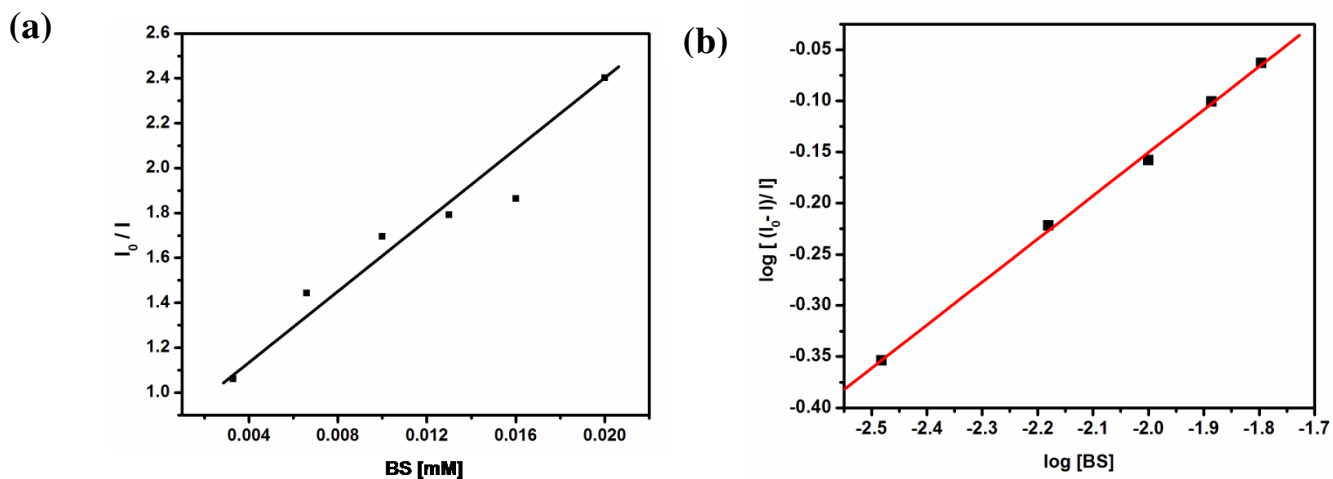 (a)
2.6
2.4
2.2
2.0
1.8
1.6
1.4
1.2
1.0
I₀ / I
0.004 0.008 0.012 0.016 0.020
BS [mM]
(b)
-0.05
-0.10
-0.15
-0.20
-0.25
-0.30
-0.35
-0.40
log [ (I₀- I)/ I]
-2.5 -2.4 -2.3 -2.2 -2.1 -2.0 -1.9 -1.8 -1.7
log [BS]